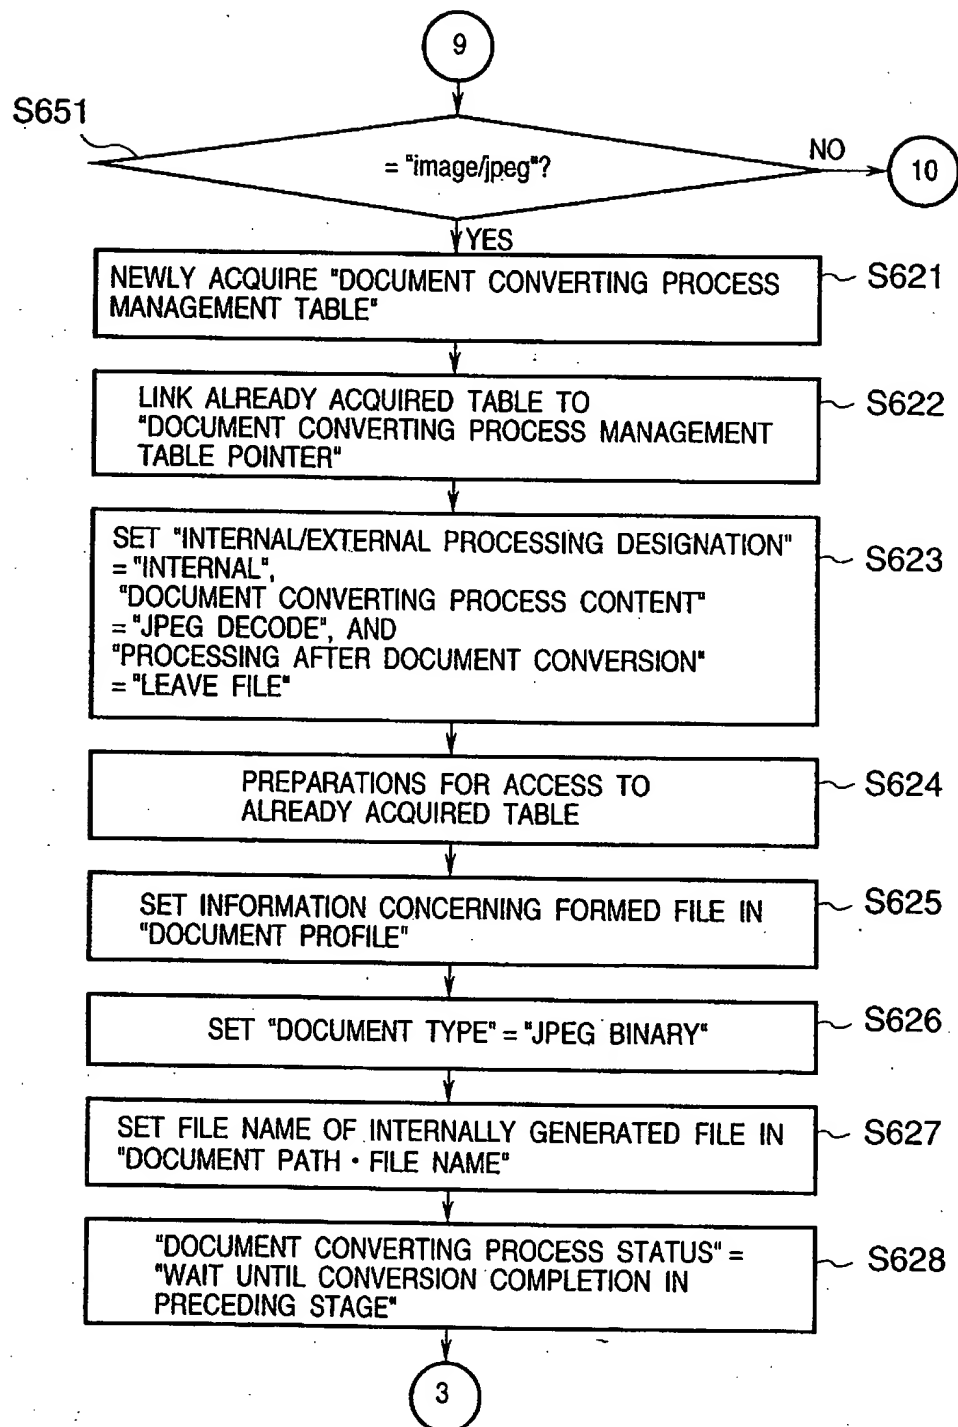 9
S651
= "image/jpeg"?
NO
10
YES
NEWLY ACQUIRE "DOCUMENT CONVERTING PROCESS
MANAGEMENT TABLE"
S621
LINK ALREADY ACQUIRED TABLE TO
"DOCUMENT CONVERTING PROCESS MANAGEMENT
TABLE POINTER"
S622
SET "INTERNAL/EXTERNAL PROCESSING DESIGNATION"
= "INTERNAL",
"DOCUMENT CONVERTING PROCESS CONTENT"
= "JPEG DECODE", AND
"PROCESSING AFTER DOCUMENT CONVERSION"
= "LEAVE FILE"
S623
PREPARATIONS FOR ACCESS TO
ALREADY ACQUIRED TABLE
S624
SET INFORMATION CONCERNING FORMED FILE IN
"DOCUMENT PROFILE"
S625
SET "DOCUMENT TYPE" = "JPEG BINARY"
S626
SET FILE NAME OF INTERNALLY GENERATED FILE IN
"DOCUMENT PATH · FILE NAME"
S627
"DOCUMENT CONVERTING PROCESS STATUS" =
"WAIT UNTIL CONVERSION COMPLETION IN
PRECEDING STAGE"
S628
3